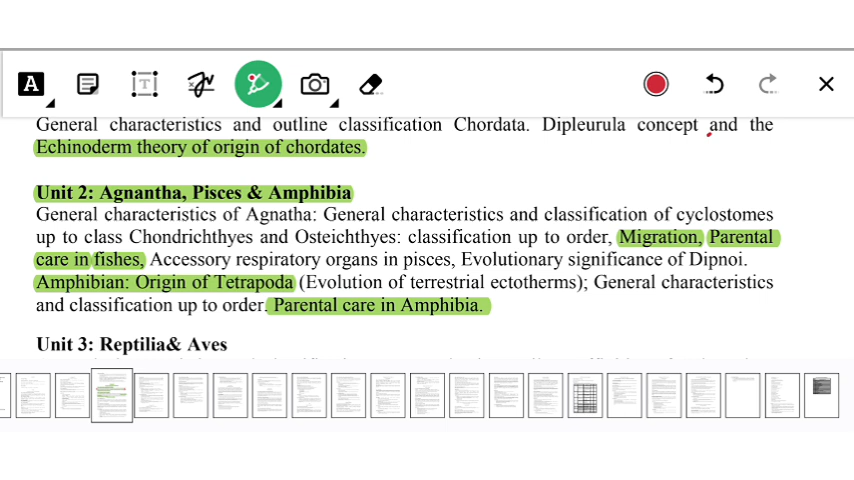 A
T
General characteristics and outline classification Chordata. Dipleurula concept and the
Echinoderm theory of origin of chordates.
Unit 2: Agnantha, Pisces & Amphibia
General characteristics of Agnatha: General characteristics and classification of cyclostomes
up to class Chondrichthyes and Osteichthyes: classification up to order, Migration, Parental
care in fishes, Accessory respiratory organs in pisces, Evolutionary significance of Dipnoi.
Amphibian: Origin of Tetrapoda (Evolution of terrestrial ectotherms); General characteristics
and classification up to order. Parental care in Amphibia.
Unit 3: Reptilia& Aves